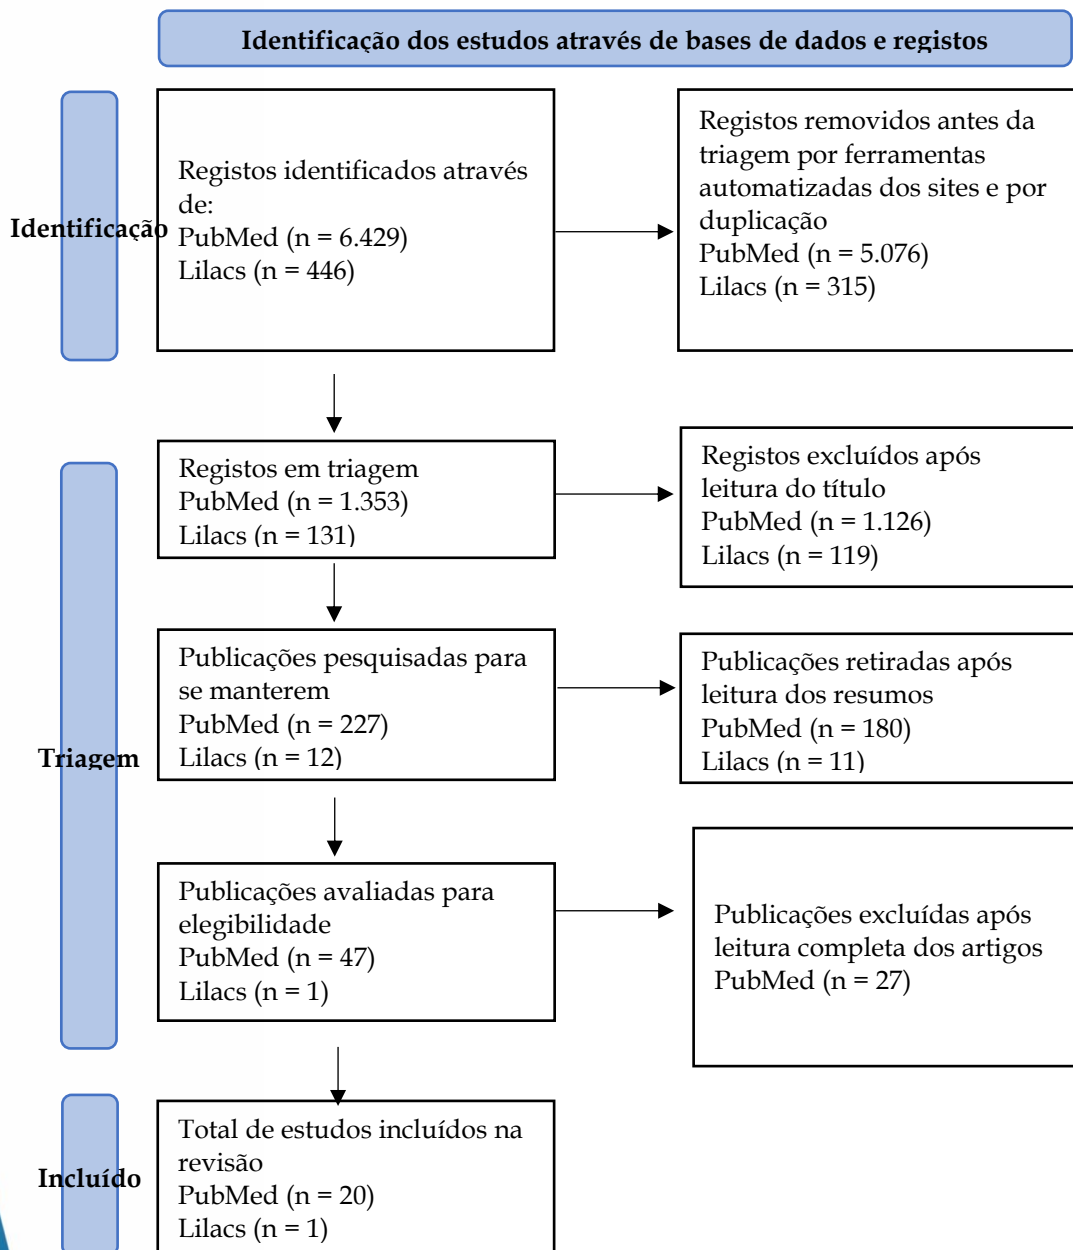 Identificação dos estudos através de bases de dados e registos
Identificação
Registos identificados através
de:
PubMed (n = 6.429)
Lilacs (n = 446)
Registos removidos antes da
triagem por ferramentas
automatizadas dos sites e por
duplicação
PubMed (n = 5.076)
Lilacs (n = 315)
Triagem
Registos em triagem
PubMed (n = 1.353)
Lilacs (n = 131)
Registos excluídos após
leitura do título
PubMed (n = 1.126)
Lilacs (n = 119)
Publicações pesquisadas para
se manterem
PubMed (n = 227)
Lilacs (n = 12)
Publicações retiradas após
leitura dos resumos
PubMed (n = 180)
Lilacs (n = 11)
Publicações avaliadas para
elegibilidade
PubMed (n = 47)
Lilacs (n = 1)
Publicações excluídas após
leitura completa dos artigos
PubMed (n = 27)
Incluído
Total de estudos incluídos na
revisão
PubMed (n = 20)
Lilacs (n = 1)